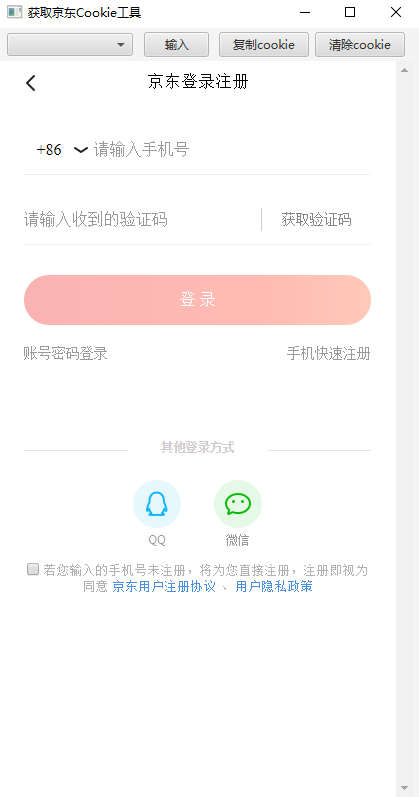 获取京东Cookie工具
输入 复制cookie 清除cookie
京东登录注册
+86 请输入手机号
请输入收到的验证码 获取验证码
登 录
账号密码登录 手机快速注册
其他登录方式
QQ 微信
若您输入的手机号未注册，将为您直接注册，注册即视为
同意 京东用户注册协议 、用户隐私政策